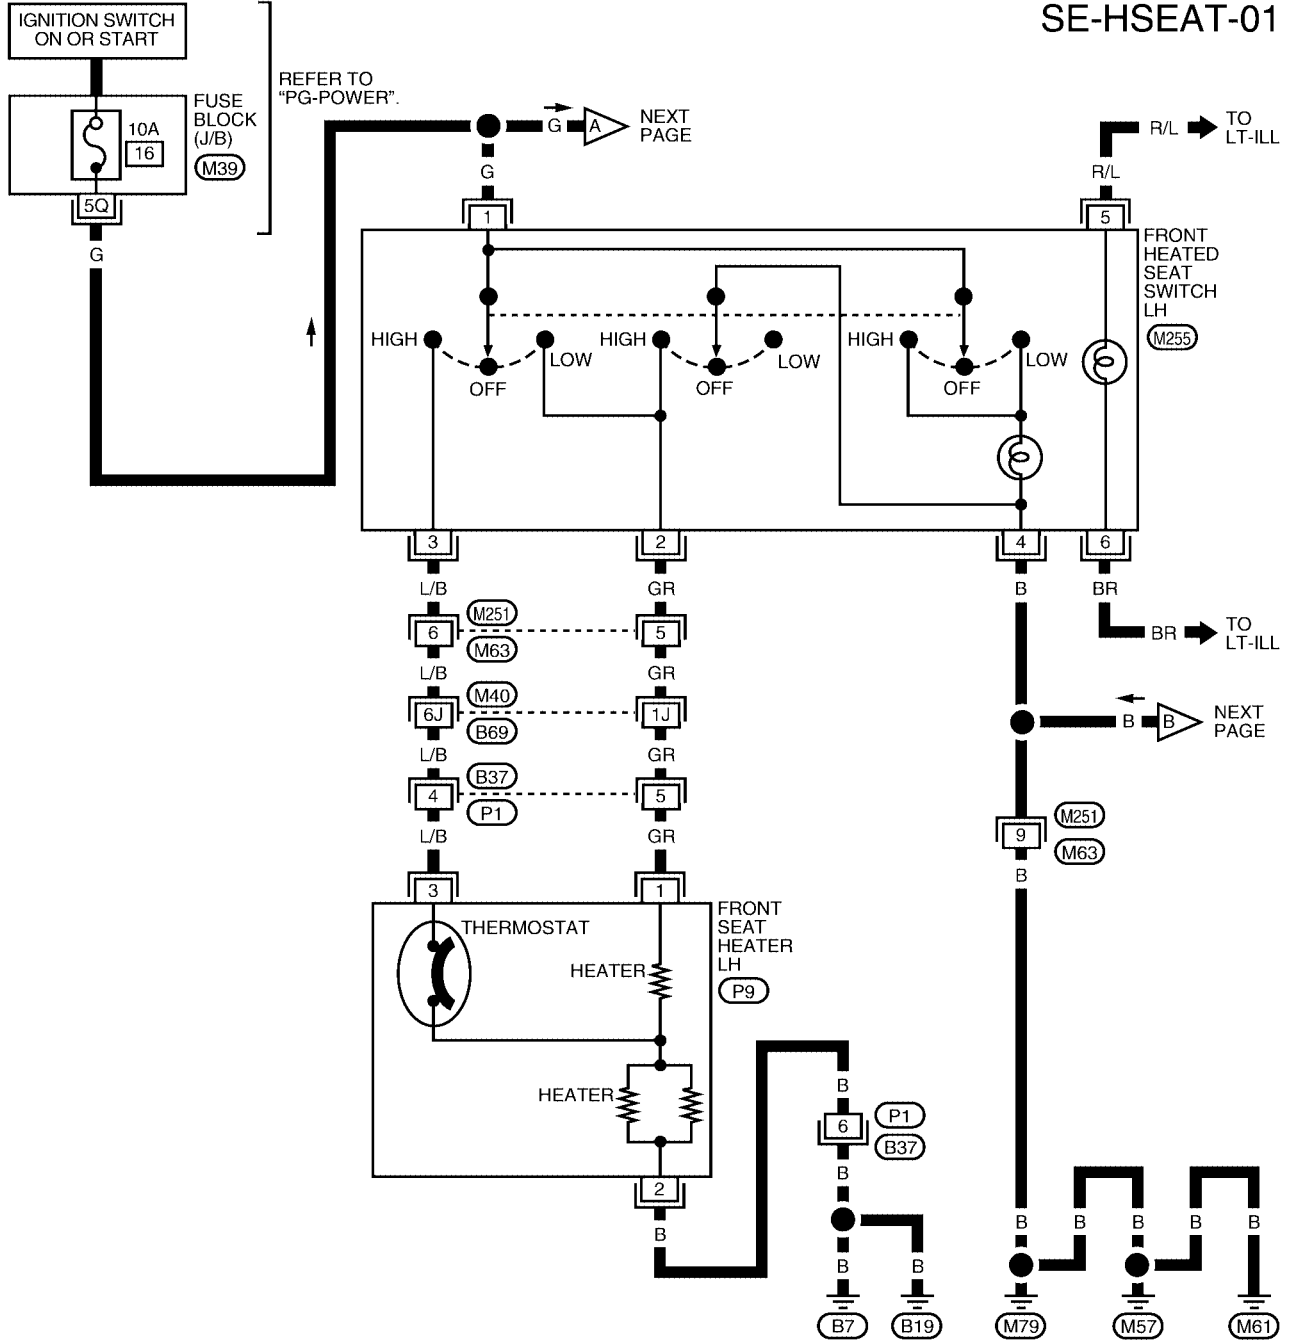 SE-HSEAT-01
IGNITION SWITCH
ON OR START
REFER TO
"PG-POWER".
FUSE
BLOCK
(J/B)
M39
10A
16
5Q
G
G
A
NEXT
PAGE
G
1
R/L
TO
LT-ILL
R/L
5
FRONT
HEATED
SEAT
SWITCH
LH
M255
HIGH
LOW
OFF
HIGH
LOW
OFF
HIGH
LOW
OFF
3
2
4
6
L/B
GR
B
BR
M251
6
5
M63
BR
TO
LT-ILL
L/B
GR
M40
6J
1J
B69
B
B
NEXT
PAGE
L/B
GR
B37
4
5
P1
M251
9
M63
L/B
GR
B
3
1
FRONT
SEAT
HEATER
LH
P9
THERMOSTAT
HEATER
HEATER
2
B
B
6
P1
B37
B
B
B
B
B
B
B
B
B7
B19
M79
M57
M61